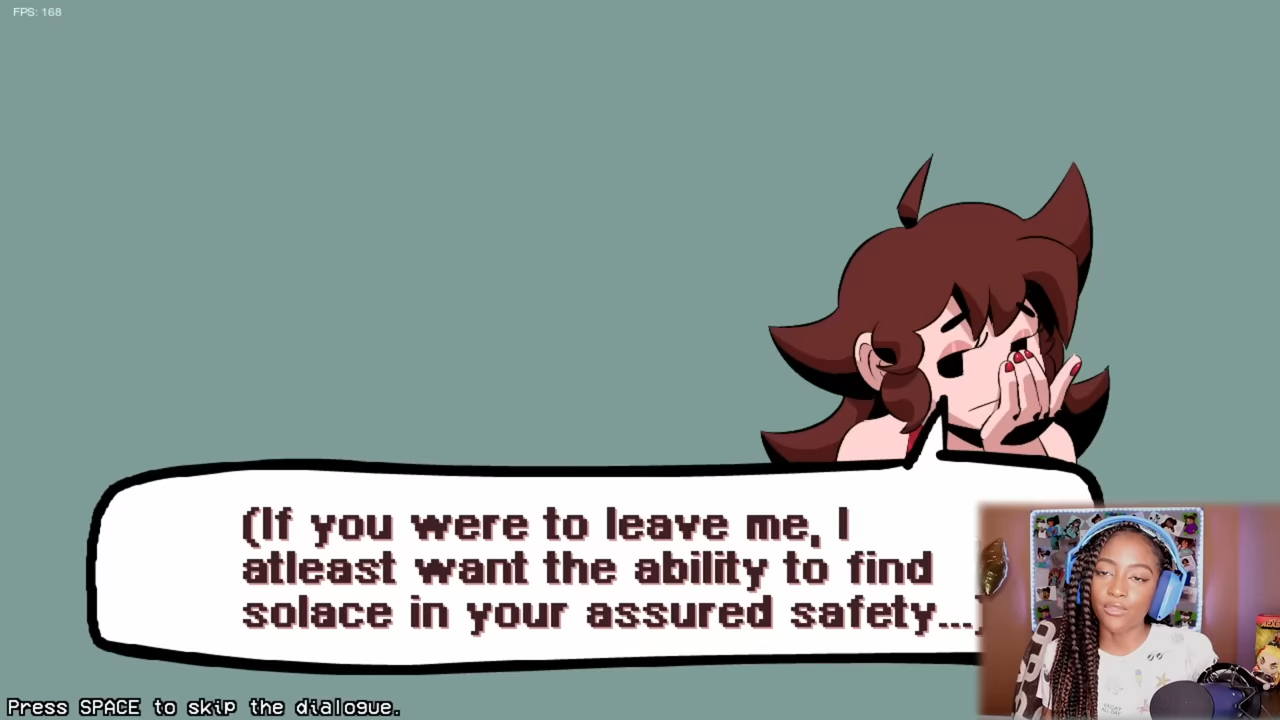 FPS: 168
(If you were to leave me, I
atleast want the ability to find
solace in your assured safety...)
Press SPACE to skip the dialogue.